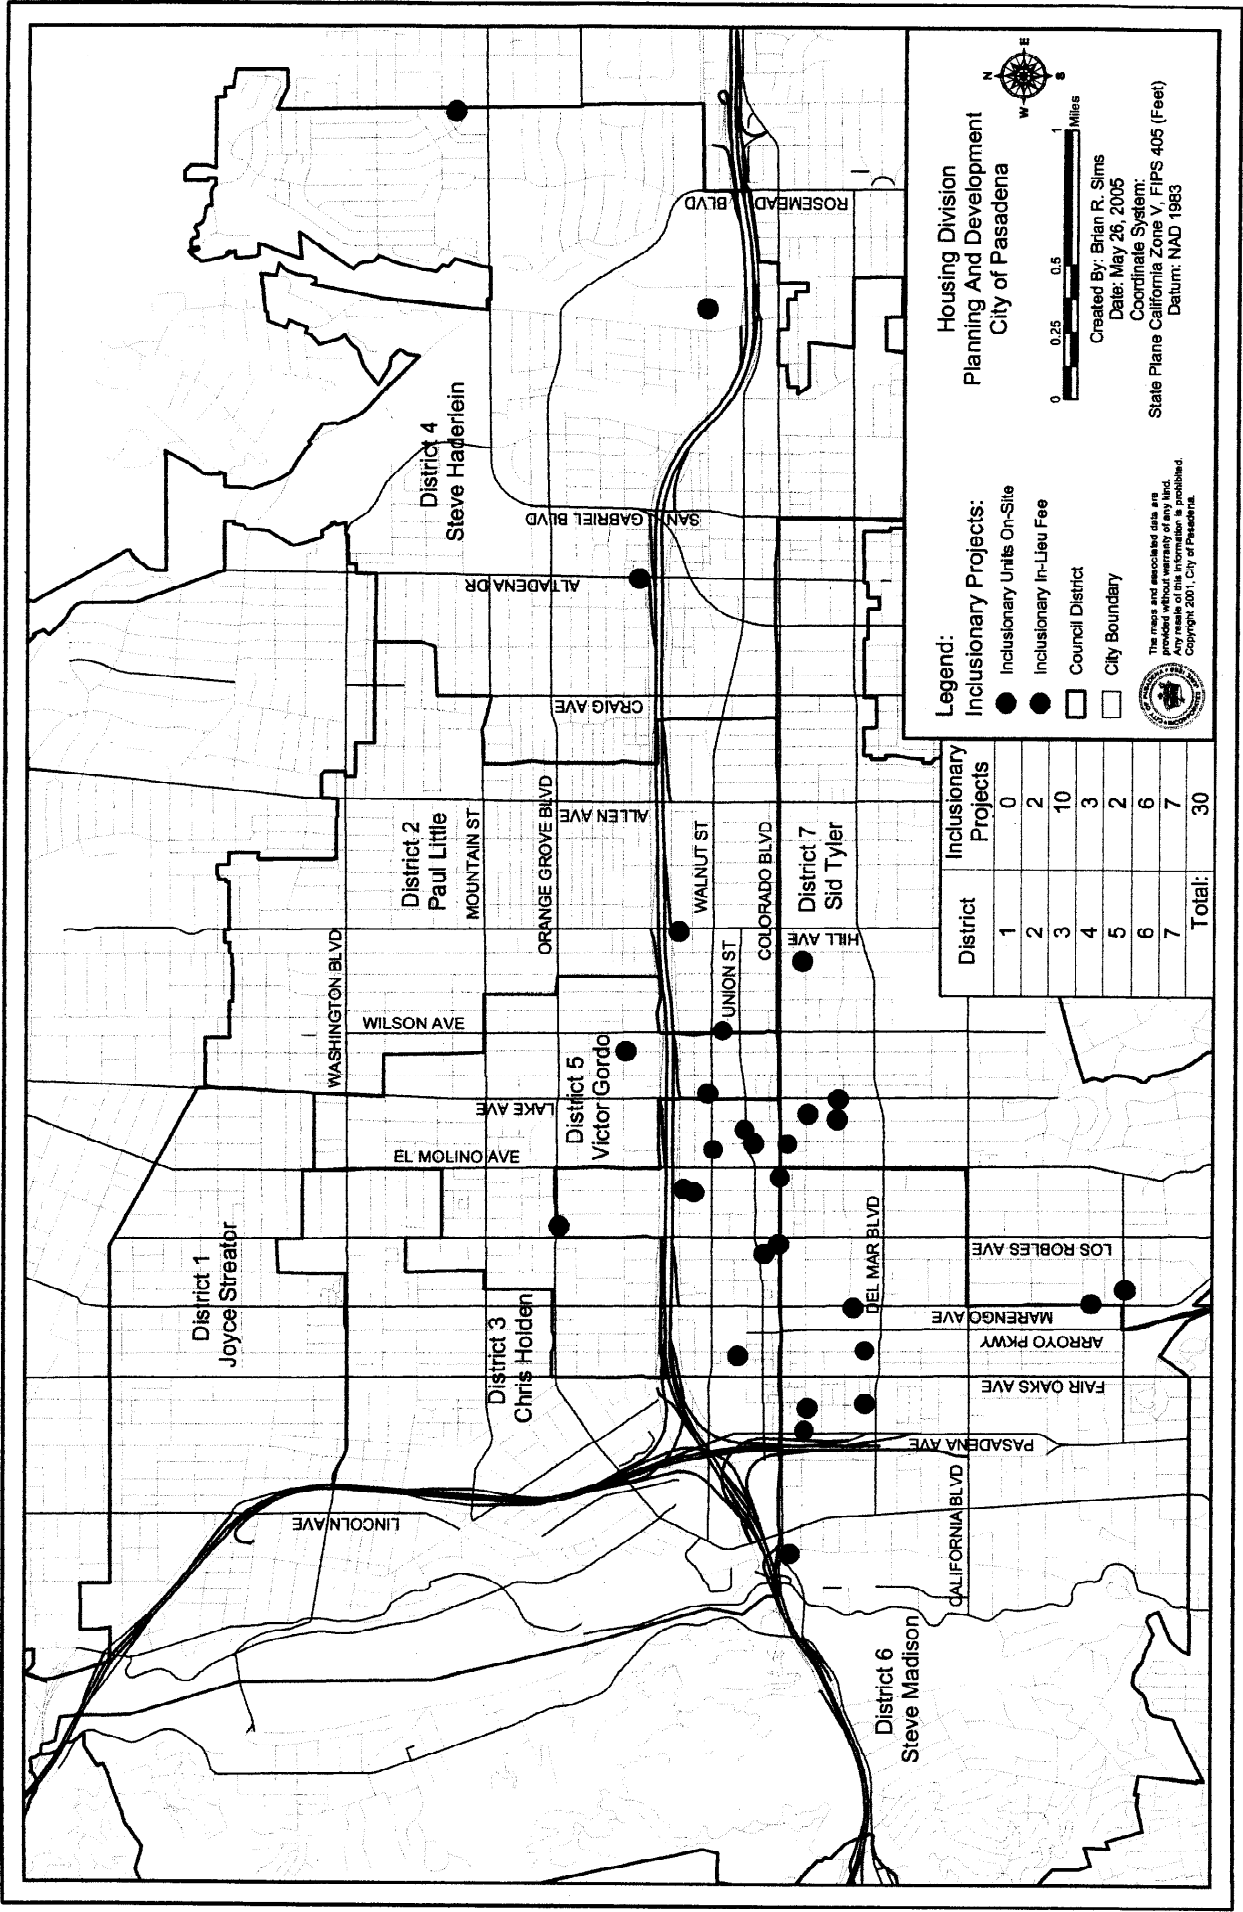 District 1
Joyce Streator
District 2
Paul Little
District 3
Chris Holden
District 4
Steve Haderlein
District 5
Victor Gordo
District 6
Steve Madison
District 7
Sid Tyler
LINCOLN AVE
WASHINGTON BLVD
WILSON AVE
MOUNTAIN ST
LAKE AVE
EL MOLINO AVE
ORANGE GROVE BLVD
ALLEN AVE
CRAIG AVE
ALTADENA DR
SAN GABRIEL BLVD
ROSEMEAD BLVD
WALNUT ST
UNION ST
COLORADO BLVD
HILL AVE
DEL MAR BLVD
LOS ROBLES AVE
MARENGO AVE
ARROYO PKWY
FAIR OAKS AVE
PASADENA AVE
CALIFORNIA BLVD
District Inclusionary Projects
1 0
2 2
3 10
4 3
5 2
6 6
7 7
Total: 30
Legend:
Inclusionary Projects:
Inclusionary Units On-Site
Inclusionary In-Lieu Fee
Council District
City Boundary
The maps and associated data are
provided without warranty of any kind.
Any resale of this information is prohibited.
Copyright 2001, City of Pasadena.
Housing Division
Planning And Development
City of Pasadena
N
E
S
W
0 0.25 0.5 1
Miles
Created By: Brian R. Sims
Date: May 26, 2005
Coordinate System:
State Plane California Zone V, FIPS 405 (Feet)
Datum: NAD 1983